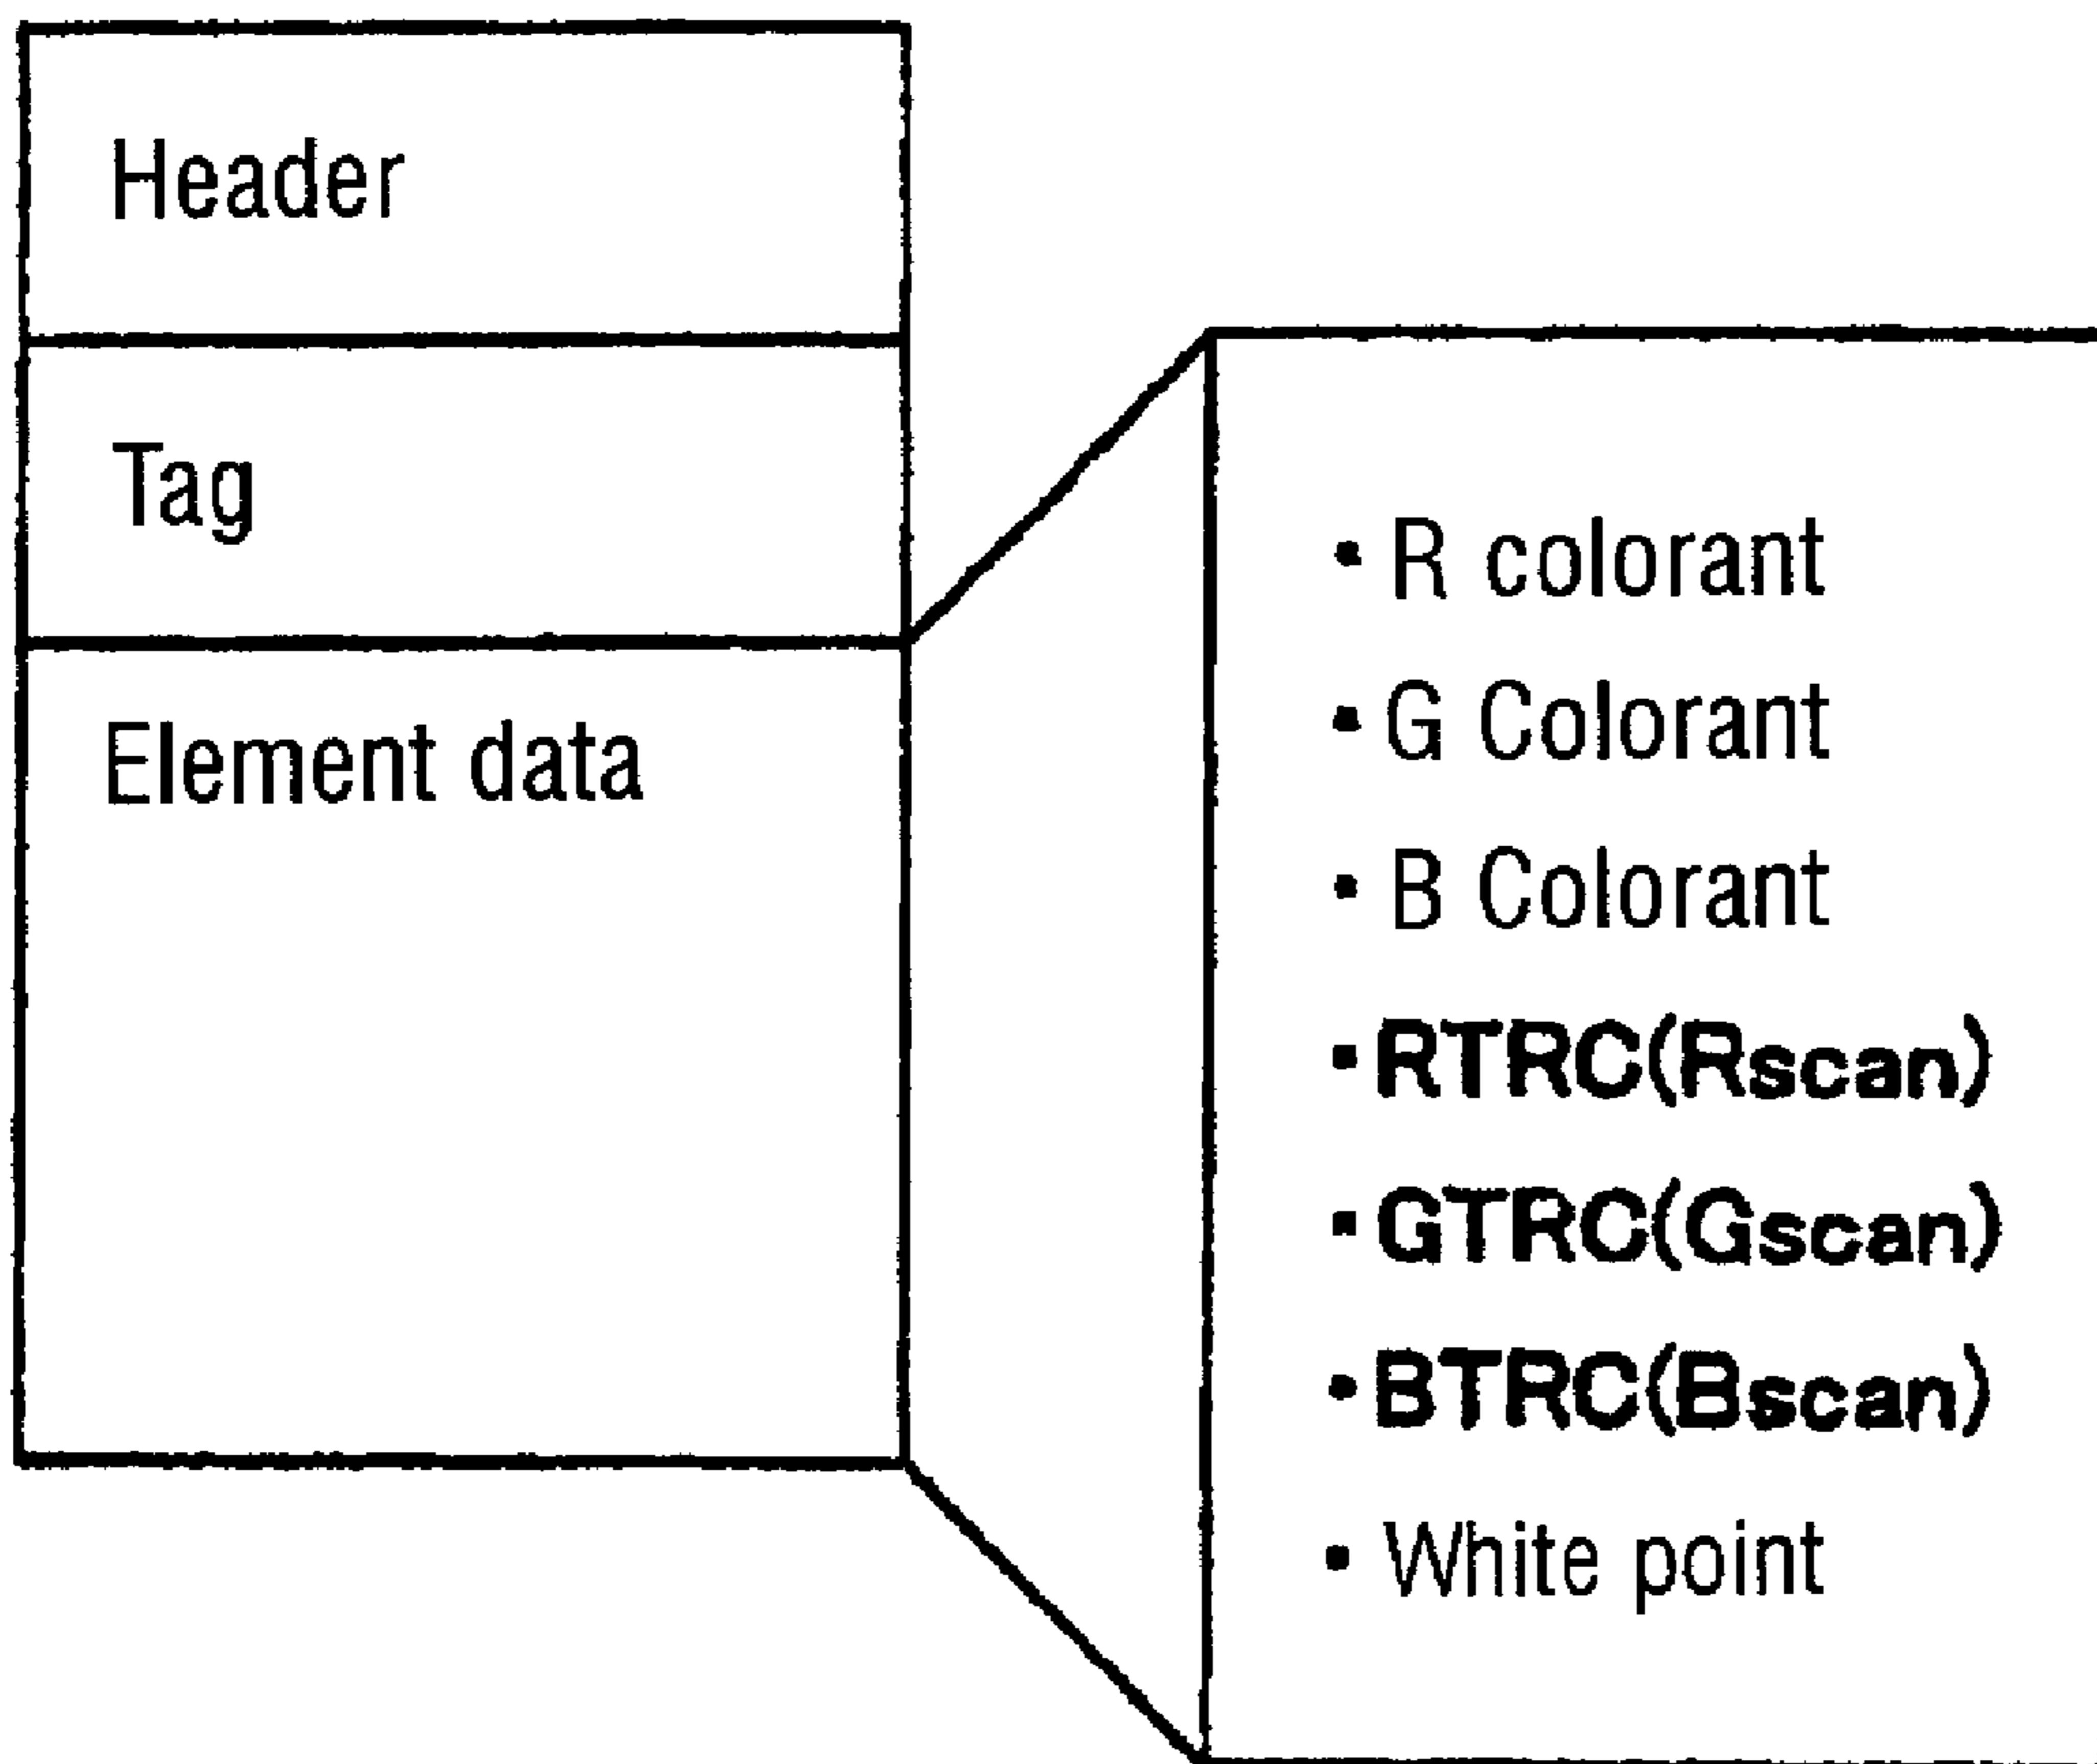 Header
Tag
Element data
• R colorant
• G Colorant
• B Colorant
• RTRC(Rscan)
• GTRC(Gscan)
• BTRC(Bscan)
• White point